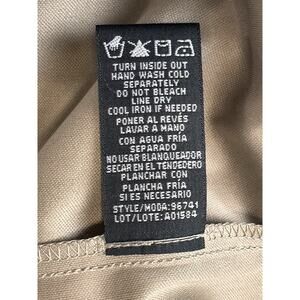 TURN INSIDE OUT
HAND WASH COLD
SEPARATELY
DO NOT BLEACH
LINE DRY
COOL IRON IF NEEDED
PONER AL REVÉS
LAVAR A MANO
CON AGUA FRÍA
SEPARADO
NO USAR BLANQUEADOR
SECAR EN EL TENDEDERO
PLANCHAR CON
PLANCHA FRÍA
SI ES NECESARIO
STYLE/MODA: 96741
LOT/LOTE: A01584